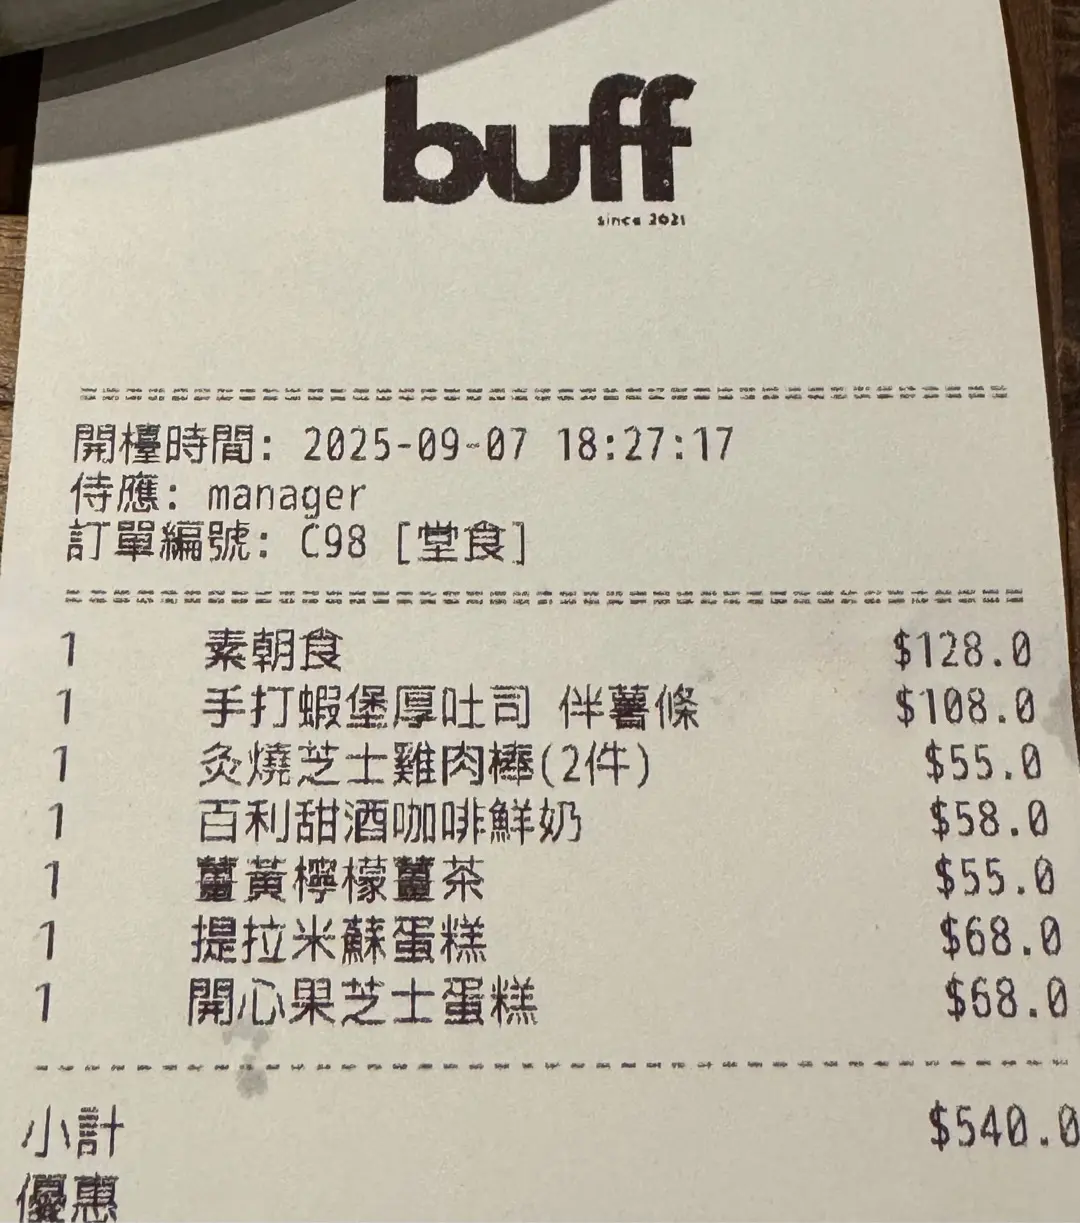 buff
since 2021
開檯時間: 2025-09-07 18:27:17
侍應: manager
訂單編號: C98 [堂食]
1 素朝食 $128.0
1 手打蝦堡厚吐司 伴薯條 $108.0
1 炙燒芝士雞肉棒(2件) $55.0
1 百利甜酒咖啡鮮奶 $58.0
1 薑黃檸檬薑茶 $55.0
1 提拉米蘇蛋糕 $68.0
1 開心果芝士蛋糕 $68.0
小計 $540.0
優惠